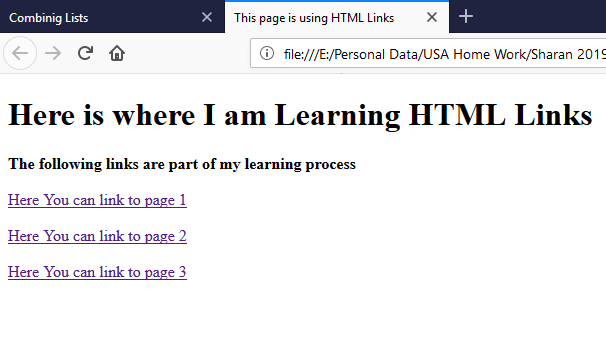 Combinig Lists
This page is using HTML Links
file:///E:/Personal Data/USA Home Work/Sharan 2019
Here is where I am Learning HTML Links
The following links are part of my learning process
Here You can link to page 1
Here You can link to page 2
Here You can link to page 3